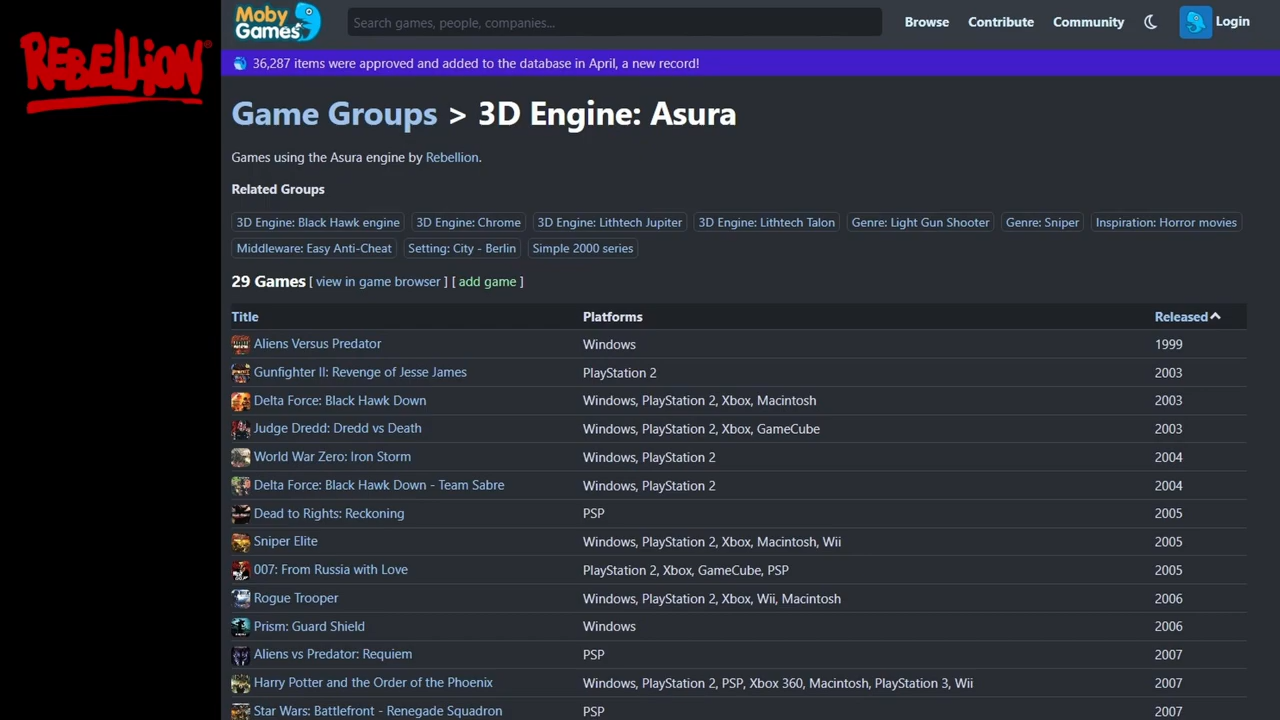 REBELLION®
Moby Games
Search games, people, companies...
Browse Contribute Community Login
36,287 items were approved and added to the database in April, a new record!
Game Groups > 3D Engine: Asura
Games using the Asura engine by Rebellion.
Related Groups
3D Engine: Black Hawk engine 3D Engine: Chrome 3D Engine: Lithtech Jupiter 3D Engine: Lithtech Talon Genre: Light Gun Shooter Genre: Sniper Inspiration: Horror movies
Middleware: Easy Anti-Cheat Setting: City - Berlin Simple 2000 series
29 Games [ view in game browser ] [ add game ]
Title Platforms Released
Aliens Versus Predator Windows 1999
Gunfighter II: Revenge of Jesse James PlayStation 2 2003
Delta Force: Black Hawk Down Windows, PlayStation 2, Xbox, Macintosh 2003
Judge Dredd: Dredd vs Death Windows, PlayStation 2, Xbox, GameCube 2003
World War Zero: Iron Storm Windows, PlayStation 2 2004
Delta Force: Black Hawk Down - Team Sabre Windows, PlayStation 2 2004
Dead to Rights: Reckoning PSP 2005
Sniper Elite Windows, PlayStation 2, Xbox, Macintosh, Wii 2005
007: From Russia with Love PlayStation 2, Xbox, GameCube, PSP 2005
Rogue Trooper Windows, PlayStation 2, Xbox, Wii, Macintosh 2006
Prism: Guard Shield Windows 2006
Aliens vs Predator: Requiem PSP 2007
Harry Potter and the Order of the Phoenix Windows, PlayStation 2, PSP, Xbox 360, Macintosh, PlayStation 3, Wii 2007
Star Wars: Battlefront - Renegade Squadron PSP 2007